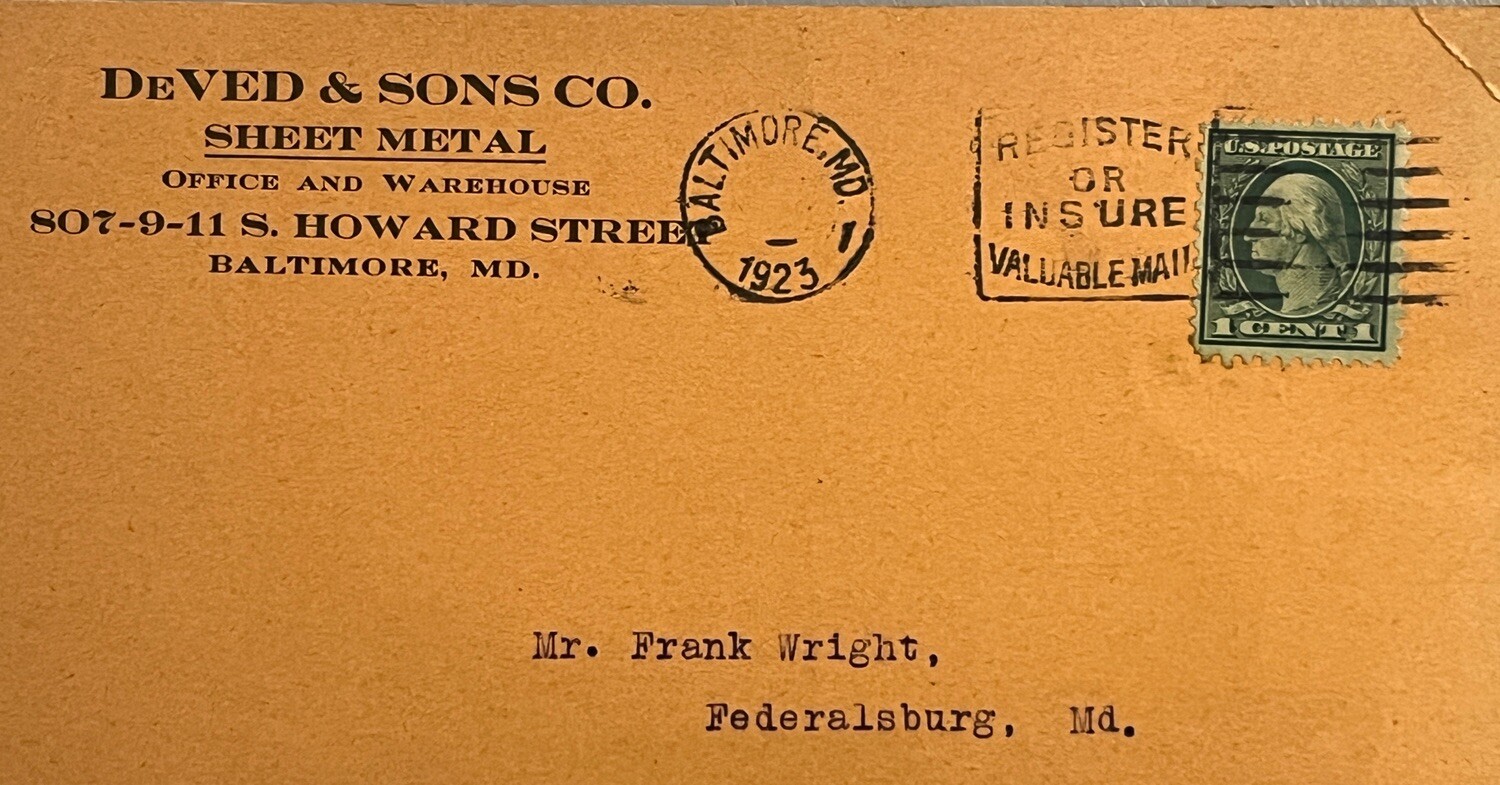 DeVED & SONS CO.
SHEET METAL
OFFICE AND WAREHOUSE
807-9-11 S. HOWARD STREET
BALTIMORE, MD.
BALTIMORE, MD.
1
1923
REGISTER
OR
INSURE
VALUABLE MAIL
U.S. POSTAGE
1 CENT 1
Mr. Frank Wright,
Federalsburg, Md.